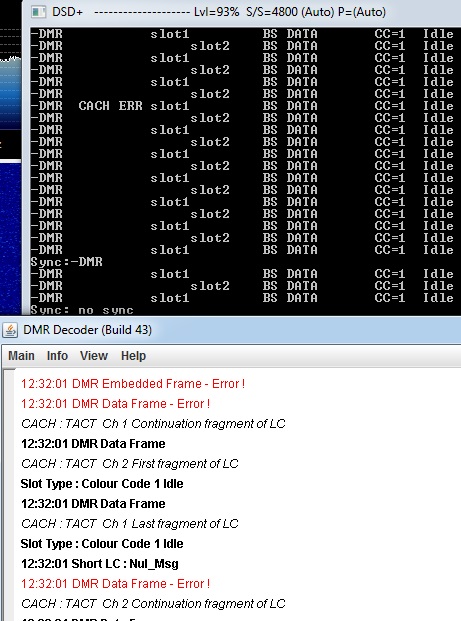 DSD+ -------------------- Lvl=93% S/S=4800 (Auto) P=(Auto)
-DMR slot1 BS DATA CC=1 Idle
-DMR slot2 BS DATA CC=1 Idle
-DMR slot1 BS DATA CC=1 Idle
-DMR slot2 BS DATA CC=1 Idle
-DMR slot1 BS DATA CC=1 Idle
-DMR slot2 BS DATA CC=1 Idle
-DMR CACH ERR slot1 BS DATA CC=1 Idle
-DMR slot2 BS DATA CC=1 Idle
-DMR slot1 BS DATA CC=1 Idle
-DMR slot2 BS DATA CC=1 Idle
-DMR slot1 BS DATA CC=1 Idle
-DMR slot2 BS DATA CC=1 Idle
-DMR slot1 BS DATA CC=1 Idle
-DMR slot2 BS DATA CC=1 Idle
-DMR slot1 BS DATA CC=1 Idle
-DMR slot2 BS DATA CC=1 Idle
-DMR slot1 BS DATA CC=1 Idle
-DMR slot2 BS DATA CC=1 Idle
-DMR slot1 BS DATA CC=1 Idle
Sync:-DMR
-DMR slot1 BS DATA CC=1 Idle
-DMR slot2 BS DATA CC=1 Idle
-DMR slot1 BS DATA CC=1 Idle
Sync: no sync
DMR Decoder (Build 43)
Main Info View Help
12:32:01 DMR Embedded Frame - Error !
12:32:01 DMR Data Frame - Error !
CACH : TACT Ch 1 Continuation fragment of LC
12:32:01 DMR Data Frame
CACH : TACT Ch 2 First fragment of LC
Slot Type : Colour Code 1 Idle
12:32:01 DMR Data Frame
CACH : TACT Ch 1 Last fragment of LC
Slot Type : Colour Code 1 Idle
12:32:01 Short LC : Nul_Msg
12:32:01 DMR Data Frame - Error !
CACH : TACT Ch 2 Continuation fragment of LC